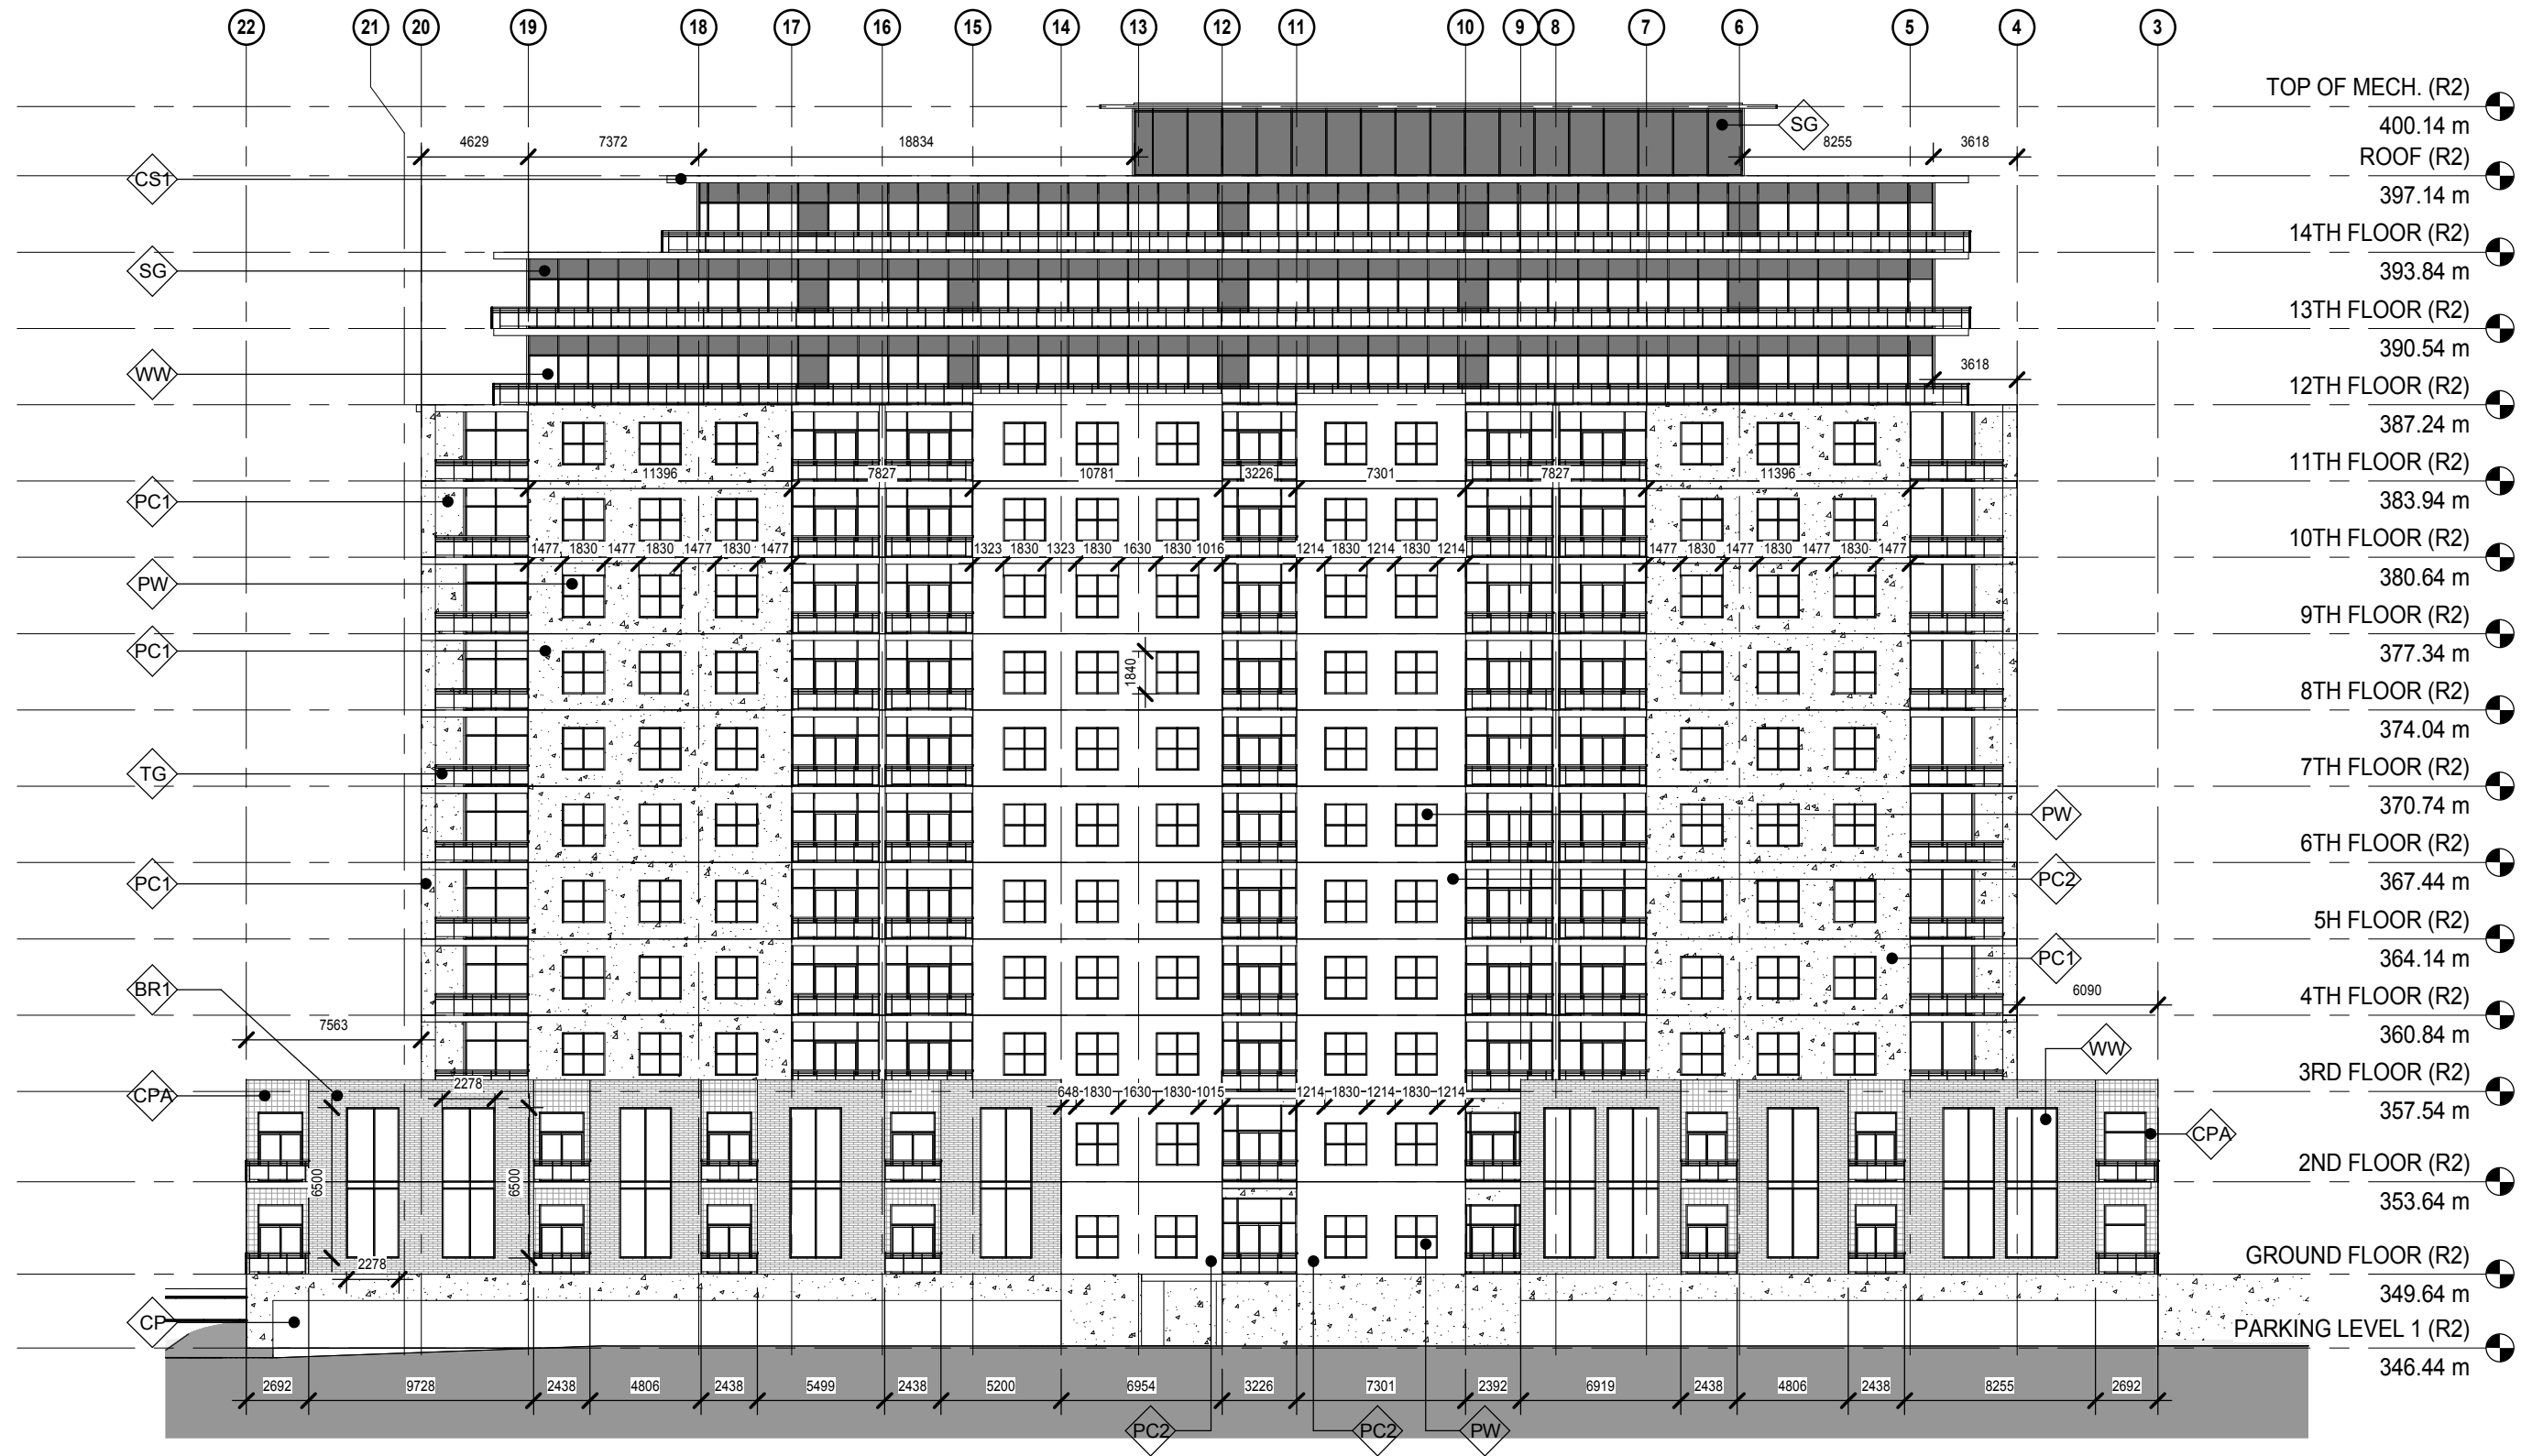 22 21 20 19 18 17 16 15 14 13 12 11 10 9 8 7 6 5 4 3
TOP OF MECH. (R2)
400.14 m
SG
4629 7372 18834 8255 3618
ROOF (R2)
397.14 m
CS1
14TH FLOOR (R2)
393.84 m
SG
13TH FLOOR (R2)
390.54 m
WW
3618
12TH FLOOR (R2)
387.24 m
11TH FLOOR (R2)
383.94 m
11396 7827 10781 3226 7301 7827 11396
PC1
10TH FLOOR (R2)
380.64 m
1477 1830 1477 1830 1477 1830 1477 1323 1830 1323 1830 1630 1830 1016 1214 1830 1214 1830 1214 1477 1830 1477 1830 1477 1830 1477
PW
9TH FLOOR (R2)
377.34 m
PC1
1840
8TH FLOOR (R2)
374.04 m
TG
7TH FLOOR (R2)
370.74 m
PW
6TH FLOOR (R2)
367.44 m
PC1
PC2
5H FLOOR (R2)
364.14 m
PC1
BR1
4TH FLOOR (R2)
360.84 m
7563
6090
WW
3RD FLOOR (R2)
357.54 m
CPA
2278
648 1830 1630 1830 1015 1214 1830 1214 1830 1214
CPA
2ND FLOOR (R2)
353.64 m
6500
6500
2278
GROUND FLOOR (R2)
349.64 m
CP
PARKING LEVEL 1 (R2)
346.44 m
2692 9728 2438 4806 2438 5499 2438 5200 6954 3226 7301 2392 6919 2438 4806 2438 8255 2692
PC2 PC2 PW